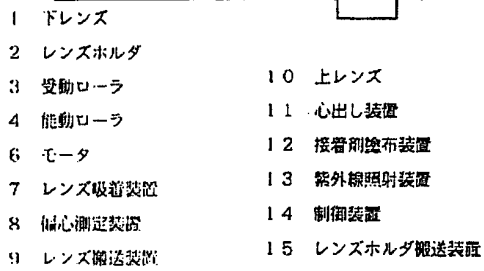 1 下レンズ
2 レンズホルダ
3 受動ローラ
4 能動ローラ
6 モータ
7 レンズ吸着装置
8 偏心測定装置
9 レンズ搬送装置
10 上レンズ
11 心出し装置
12 接着剤塗布装置
13 紫外線照射装置
14 制御装置
15 レンズホルダ搬送装置